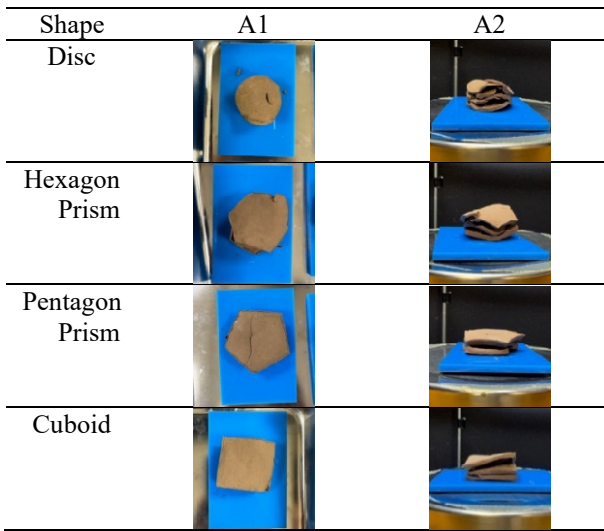 Shape A1 A2
Disc
Hexagon
Prism
Pentagon
Prism
Cuboid